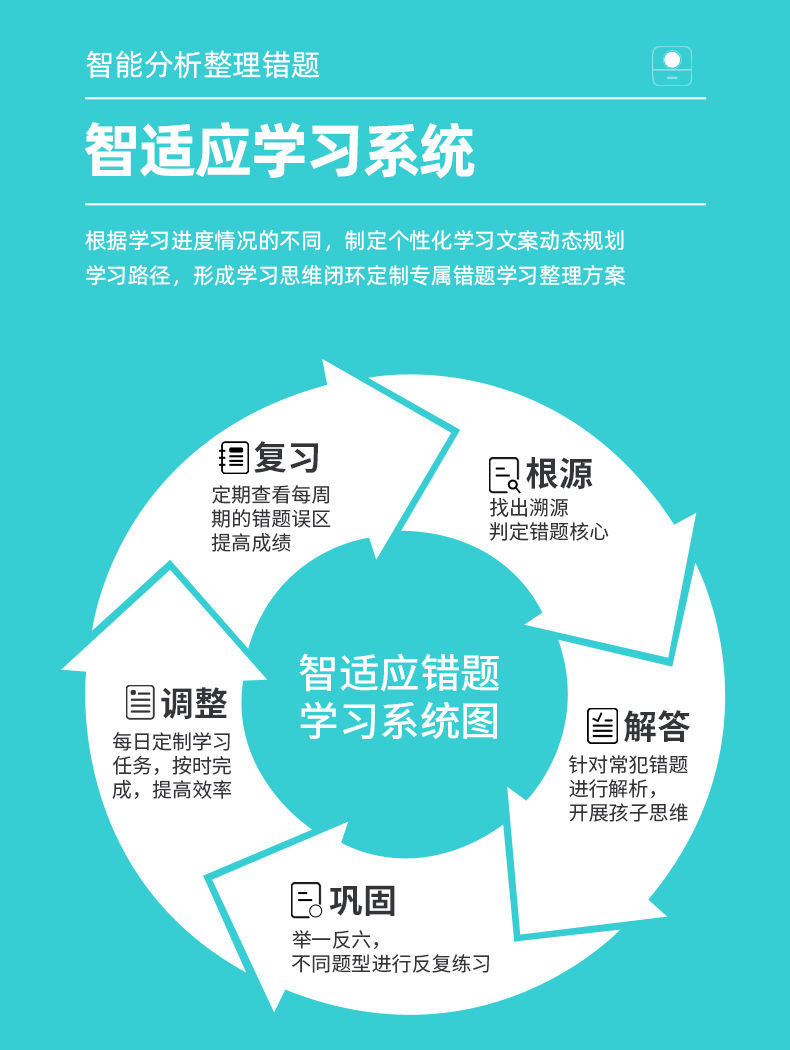 智能分析整理错题
智适应学习系统
根据学习进度情况的不同，制定个性化学习文案动态规划
学习路径，形成学习思维闭环定制专属错题学习整理方案
复习
定期查看每周
期的错题误区
提高成绩
根源
找出溯源
判定错题核心
智适应错题
学习系统图
调整
每日定制学习
任务，按时完
成，提高效率
解答
针对常犯错题
进行解析，
开展孩子思维
巩固
举一反六，
不同题型进行反复练习